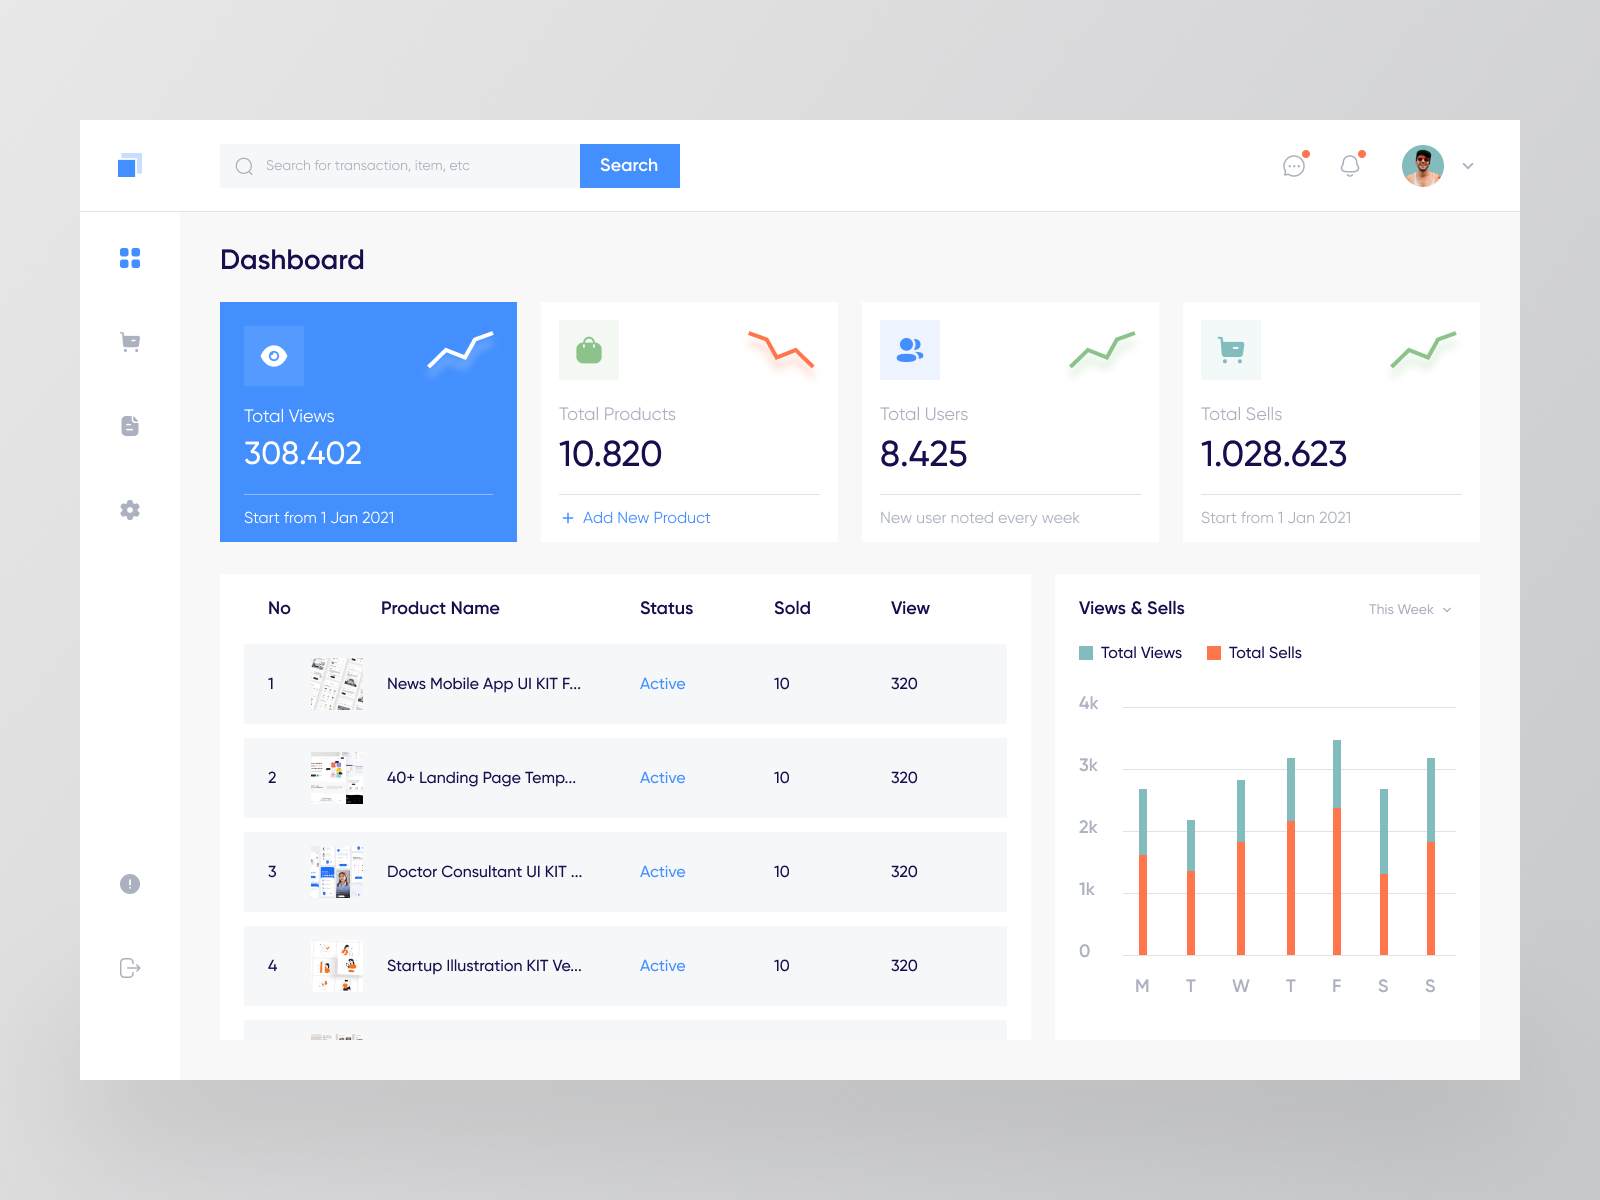 Search for transaction, item, etc
Search
Dashboard
Total Views
308.402
Start from 1 Jan 2021
Total Products
10.820
+ Add New Product
Total Users
8.425
New user noted every week
Total Sells
1.028.623
Start from 1 Jan 2021
No Product Name Status Sold View
1 News Mobile App UI KIT F... Active 10 320
2 40+ Landing Page Temp... Active 10 320
3 Doctor Consultant UI KIT ... Active 10 320
4 Startup Illustration KIT Ve... Active 10 320
Views & Sells
This Week
Total Views Total Sells
4k
3k
2k
1k
0
M T W T F S S